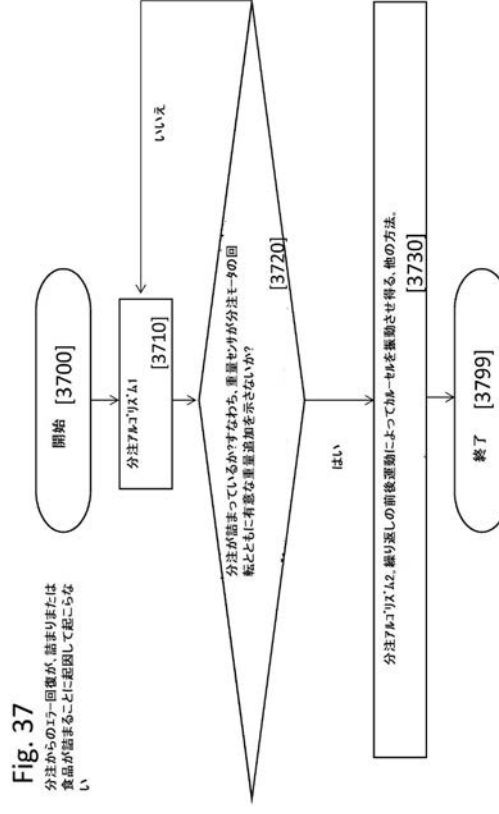 Fig. 37
分注からのエラー回復が、詰まりまたは
食品が詰まることに起因して起こらな
い
開始 [3700]
分注アルゴリズム1
[3710]
いいえ
分注が詰まっているか?すなわち、重量センサが分注モータの回
転とともに有意な重量追加を示さないか?
[3720]
はい
分注アルゴリズム2。繰り返しの前後運動によってカルーセルを振動させ得る、他の方法。
[3730]
終了 [3799]